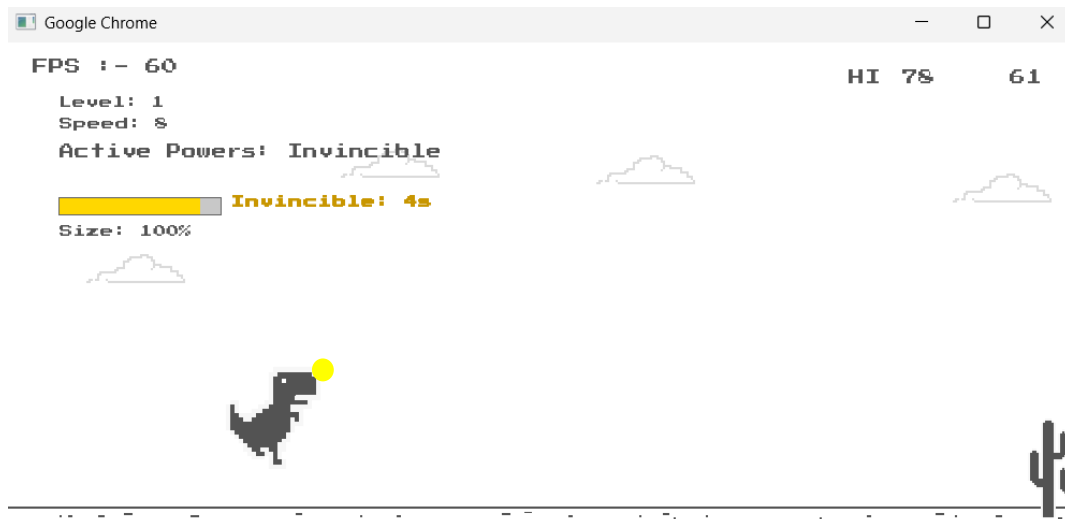 Google Chrome
FPS :- 60
HI 78 61
Level: 1
Speed: 8
Active Powers: Invincible
Invincible: 4s
Size: 100%